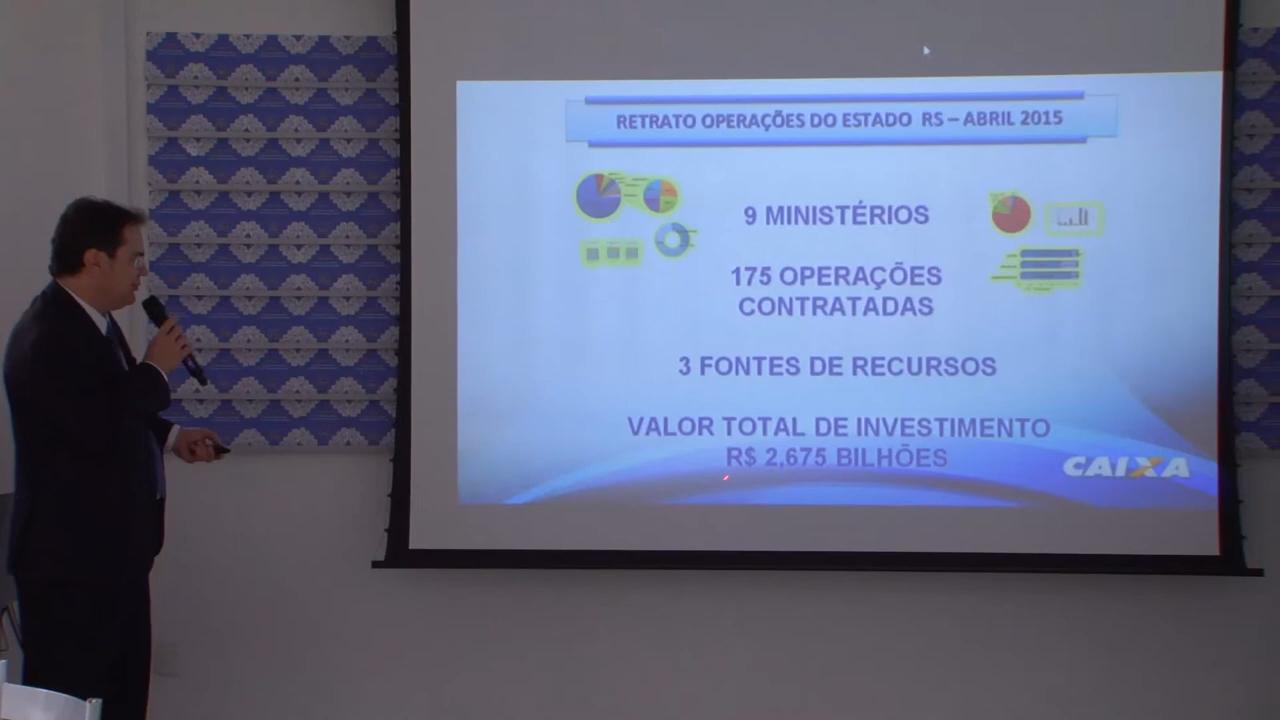 RETRATO OPERAÇÕES DO ESTADO RS – ABRIL 2015
9 MINISTÉRIOS
175 OPERAÇÕES
CONTRATADAS
3 FONTES DE RECURSOS
VALOR TOTAL DE INVESTIMENTO
R$ 2,675 BILHÕES
CAIXA